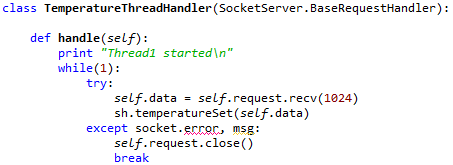 class TemperatureThreadHandler(SocketServer.BaseRequestHandler):
def handle(self):
print "Thread1 started\n"
while(1):
try:
self.data = self.request.recv(1024)
sh.temperatureSet(self.data)
except socket.error, msg:
self.request.close()
break